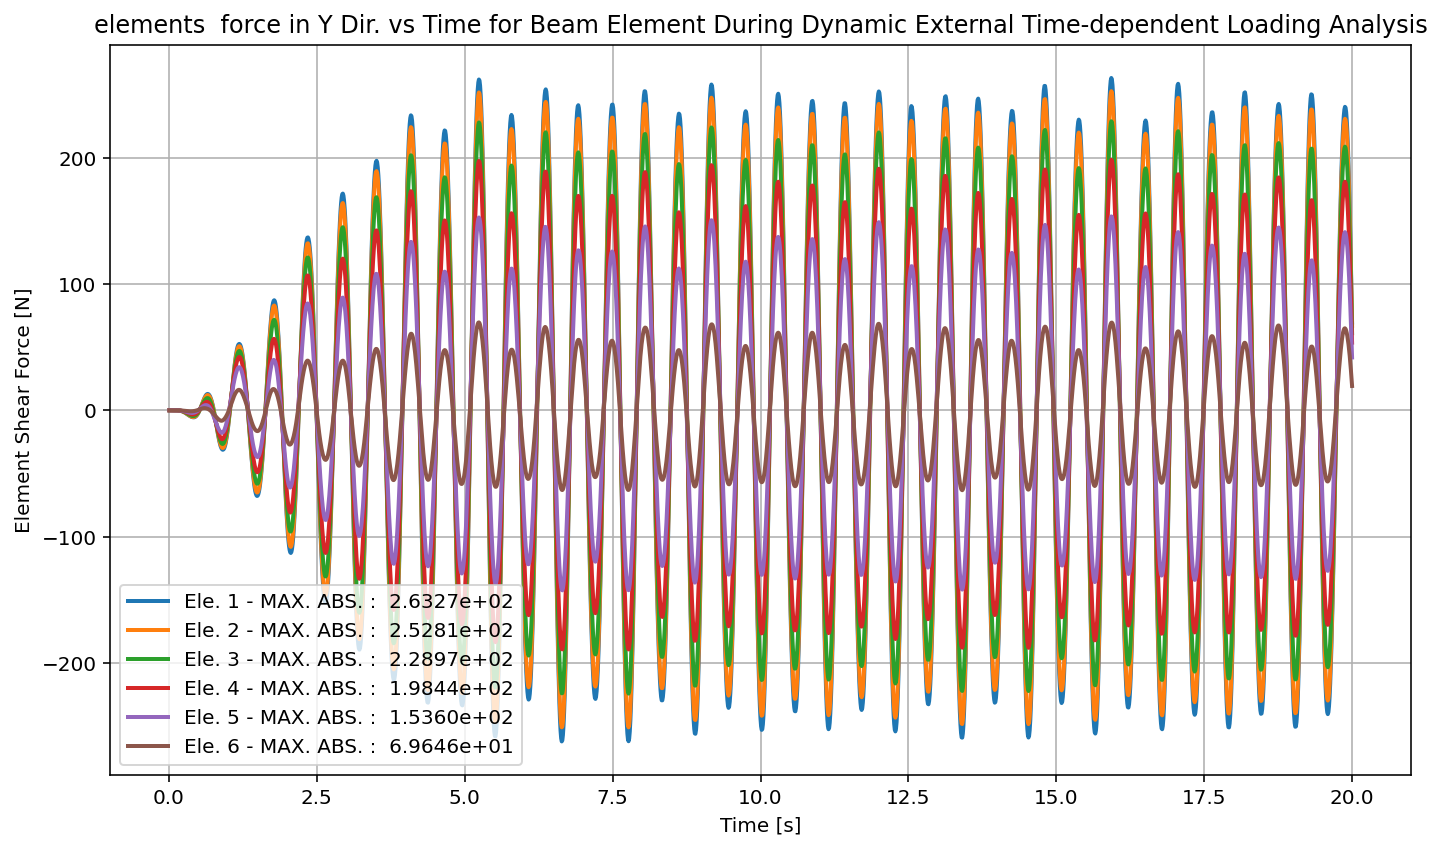 elements  force in Y Dir. vs Time for Beam Element During Dynamic External Time-dependent Loading Analysis
Element Shear Force [N]
200
100
0
−100
−200
Ele. 1 - MAX. ABS. :  2.6327e+02
Ele. 2 - MAX. ABS. :  2.5281e+02
Ele. 3 - MAX. ABS. :  2.2897e+02
Ele. 4 - MAX. ABS. :  1.9844e+02
Ele. 5 - MAX. ABS. :  1.5360e+02
Ele. 6 - MAX. ABS. :  6.9646e+01
0.0 2.5 5.0 7.5 10.0 12.5 15.0 17.5 20.0
Time [s]